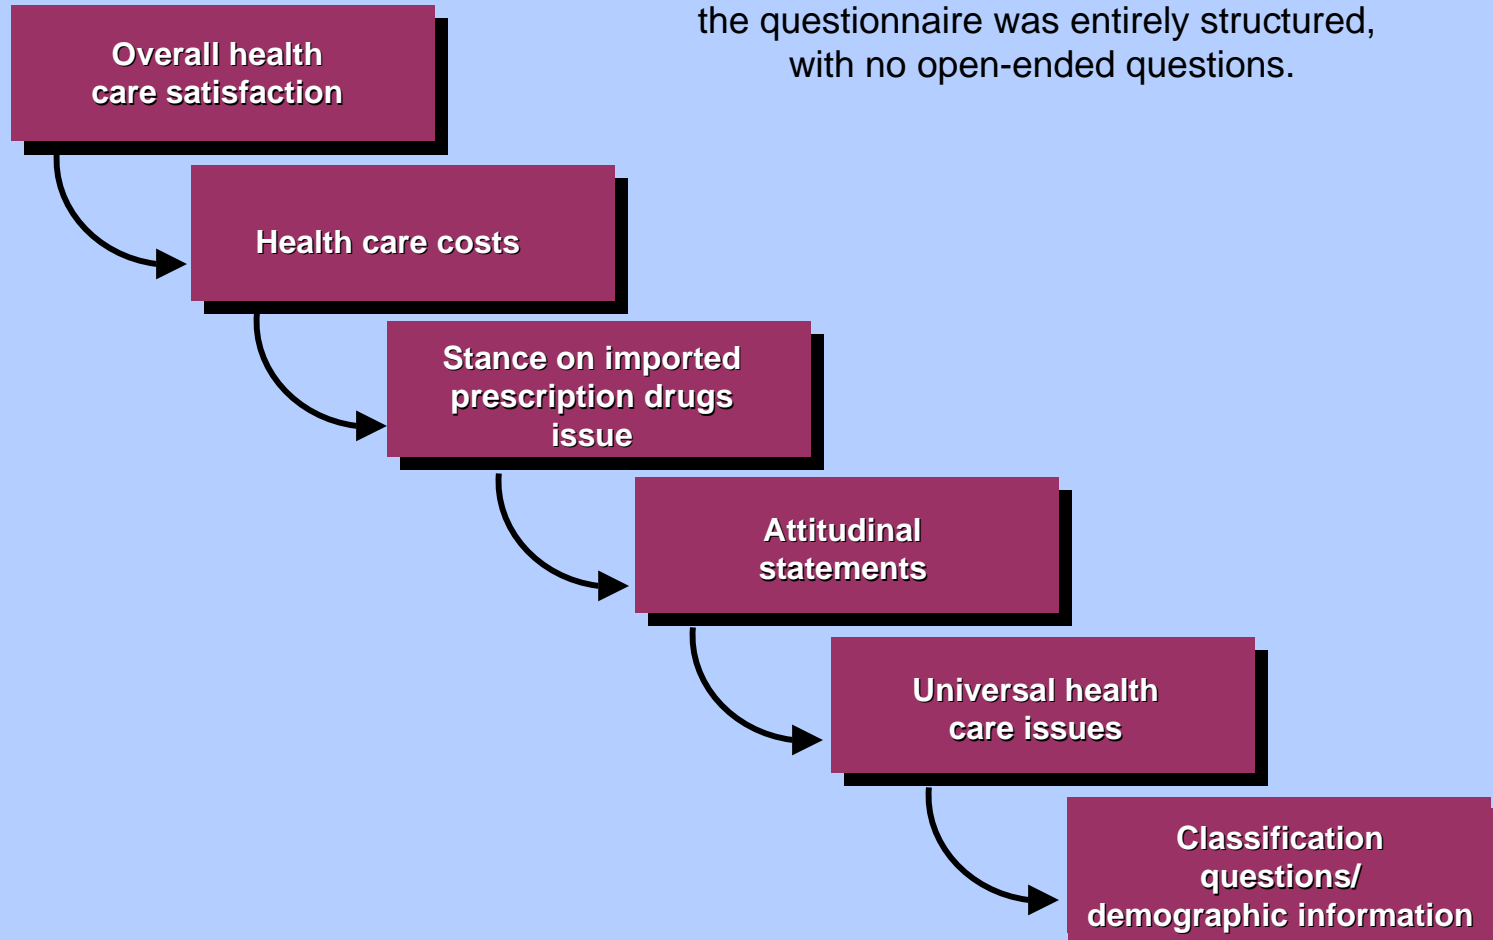 the questionnaire was entirely structured,
with no open-ended questions.
Overall health
care satisfaction
Health care costs
Stance on imported
prescription drugs
issue
Attitudinal
statements
Universal health
care issues
Classification
questions/
demographic information